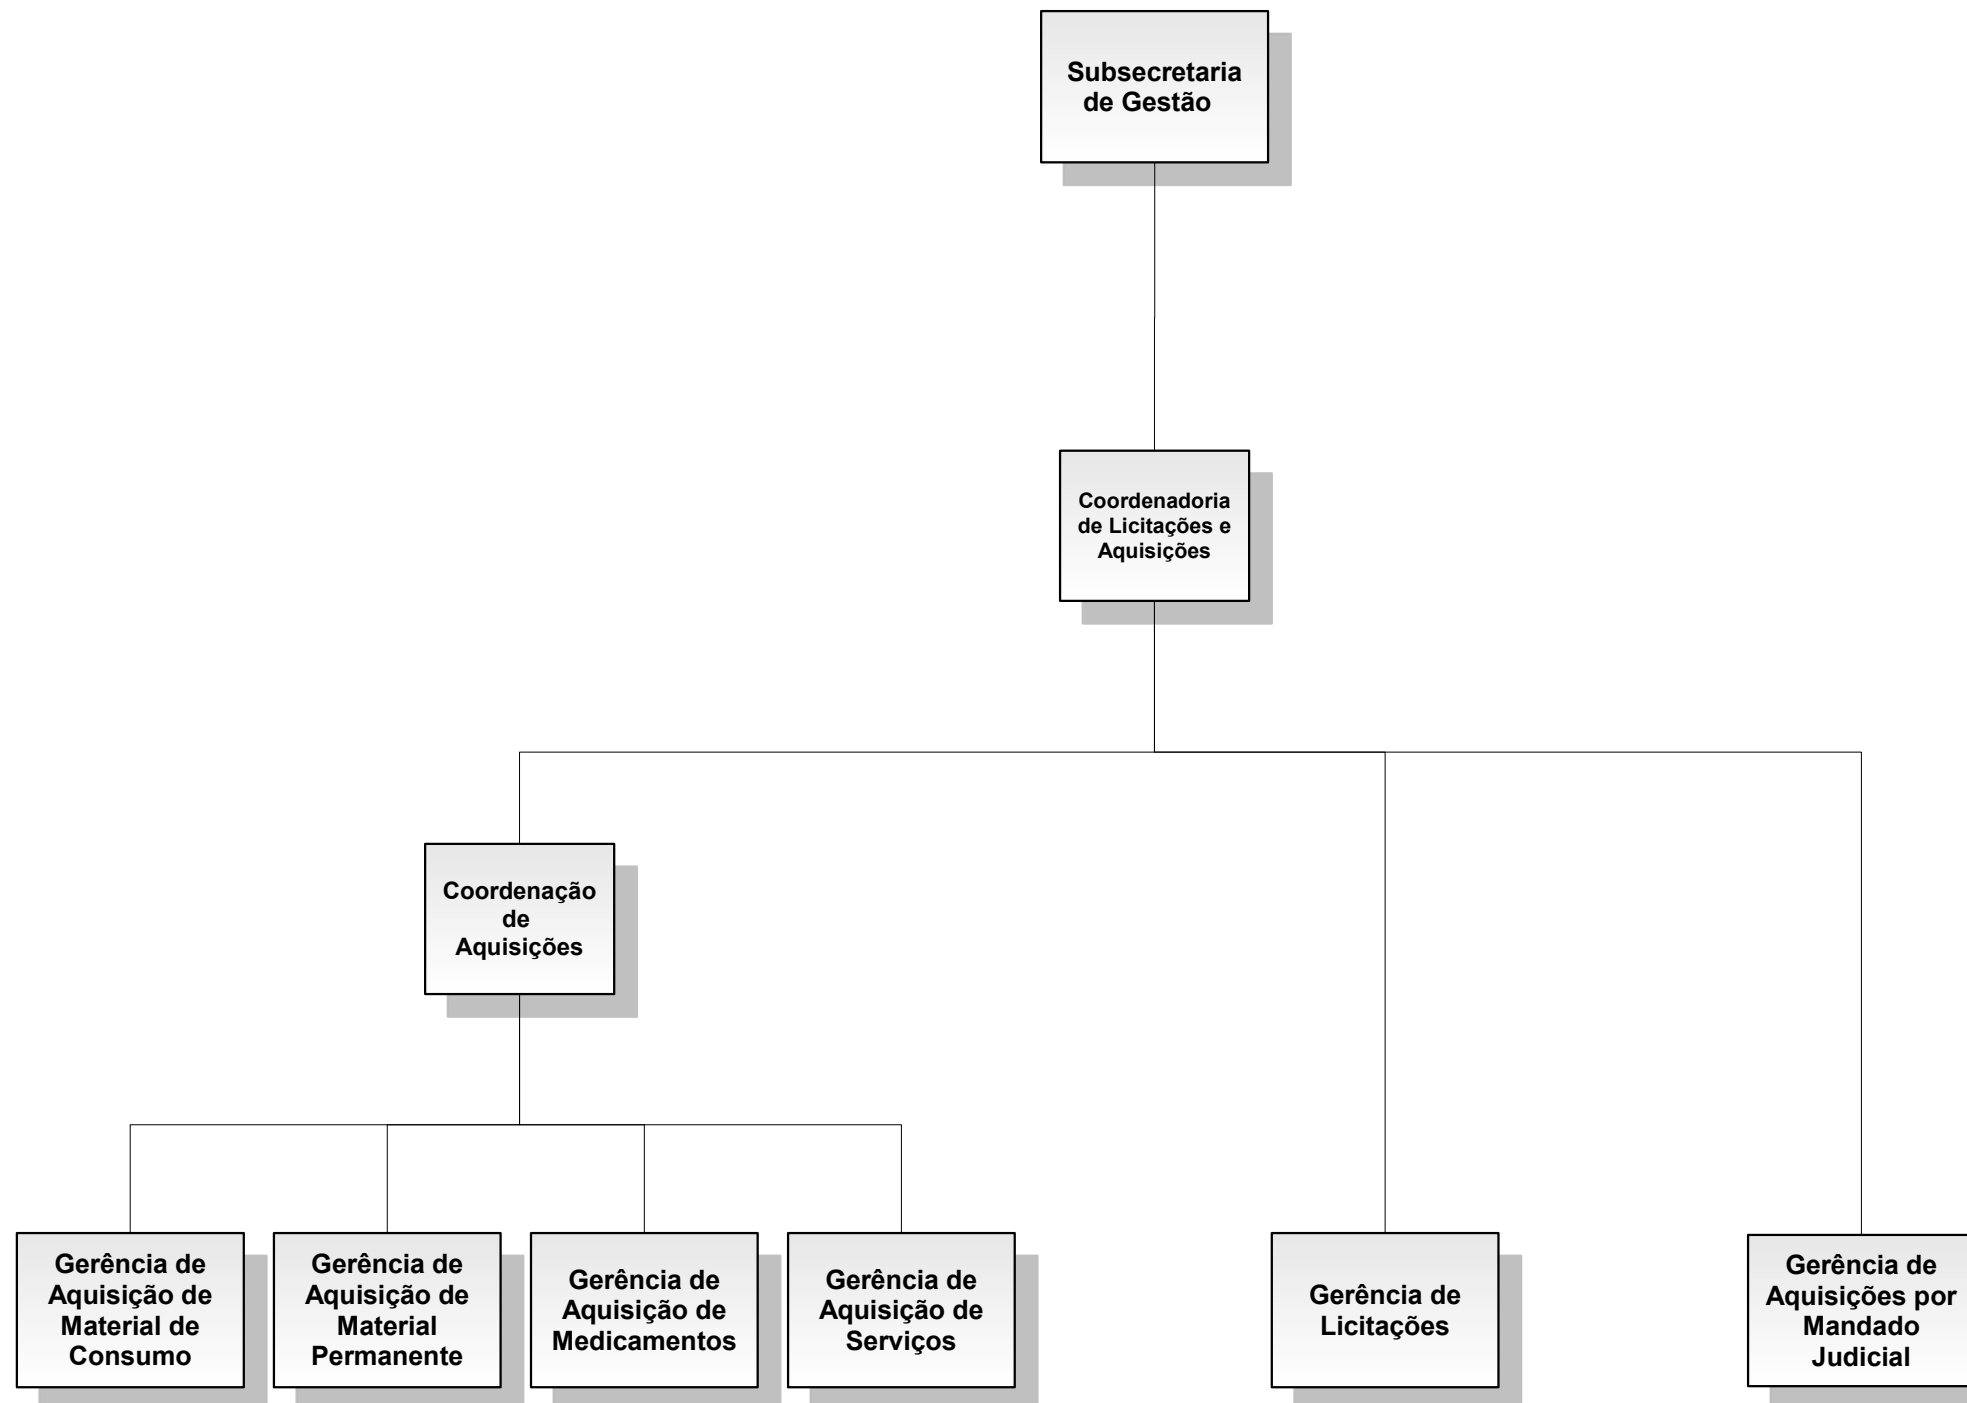 Subsecretaria
de Gestão
Coordenadoria
de Licitações e
Aquisições
Coordenação
de
Aquisições
Gerência de
Aquisição de
Material de
Consumo
Gerência de
Aquisição de
Material
Permanente
Gerência de
Aquisição de
Medicamentos
Gerência de
Aquisição de
Serviços
Gerência de
Licitações
Gerência de
Aquisições por
Mandado
Judicial